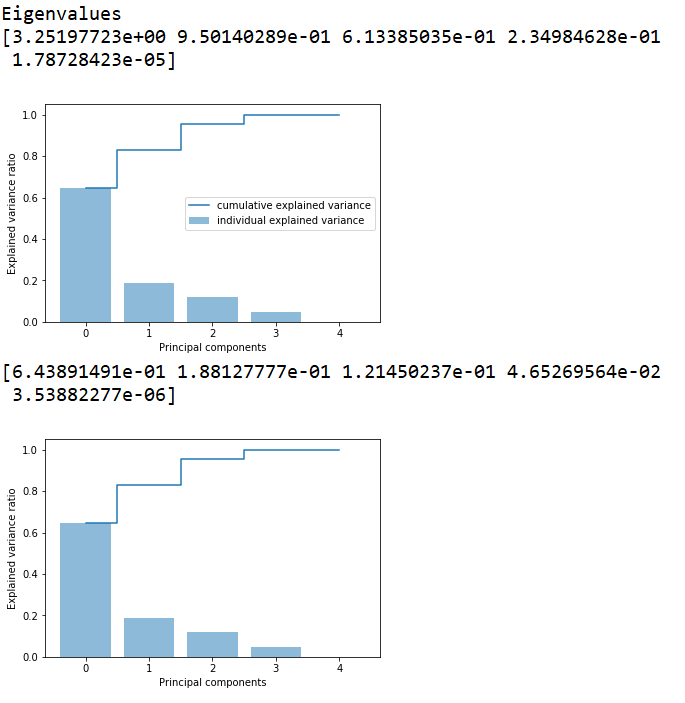 Eigenvalues
[3.25197723e+00 9.50140289e-01 6.13385035e-01 2.34984628e-01
1.78728423e-05]
1.0
0.8
0.6
0.4
0.2
0.0
Explained variance ratio
cumulative explained variance
individual explained variance
0 1 2 3 4
Principal components
[6.43891491e-01 1.88127777e-01 1.21450237e-01 4.65269564e-02
3.53882277e-06]
1.0
0.8
0.6
0.4
0.2
0.0
Explained variance ratio
0 1 2 3 4
Principal components